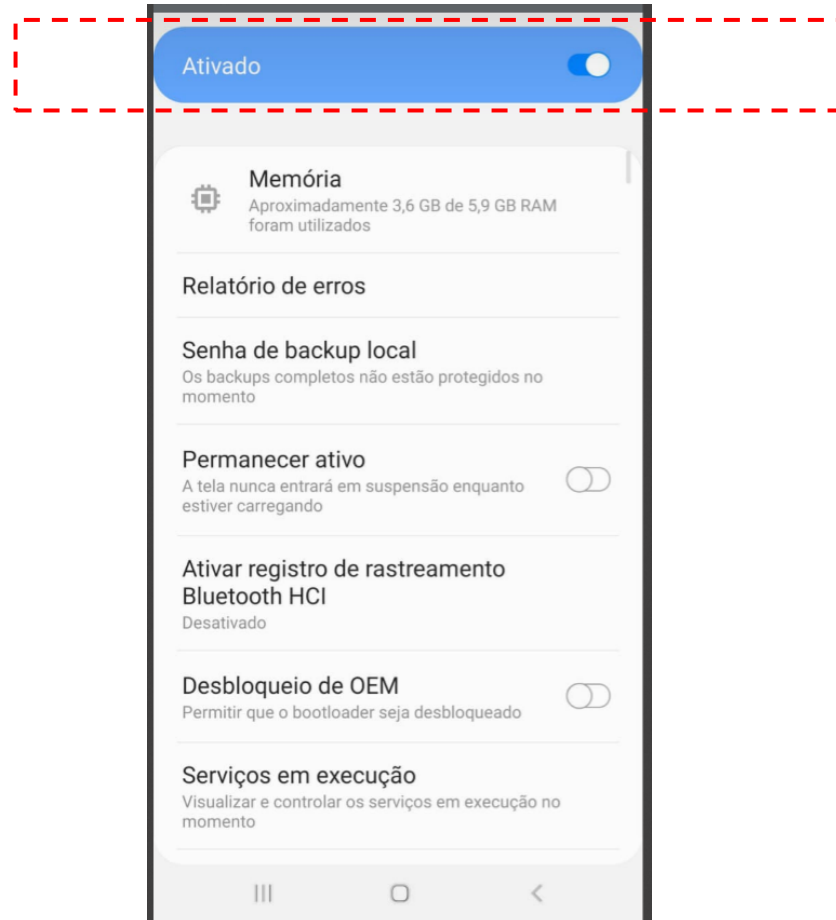 Ativado
Memória
Aproximadamente 3,6 GB de 5,9 GB RAM
foram utilizados
Relatório de erros
Senha de backup local
Os backups completos não estão protegidos no
momento
Permanecer ativo
A tela nunca entrará em suspensão enquanto
estiver carregando
Ativar registro de rastreamento
Bluetooth HCI
Desativado
Desbloqueio de OEM
Permitir que o bootloader seja desbloqueado
Serviços em execução
Visualizar e controlar os serviços em execução no
momento